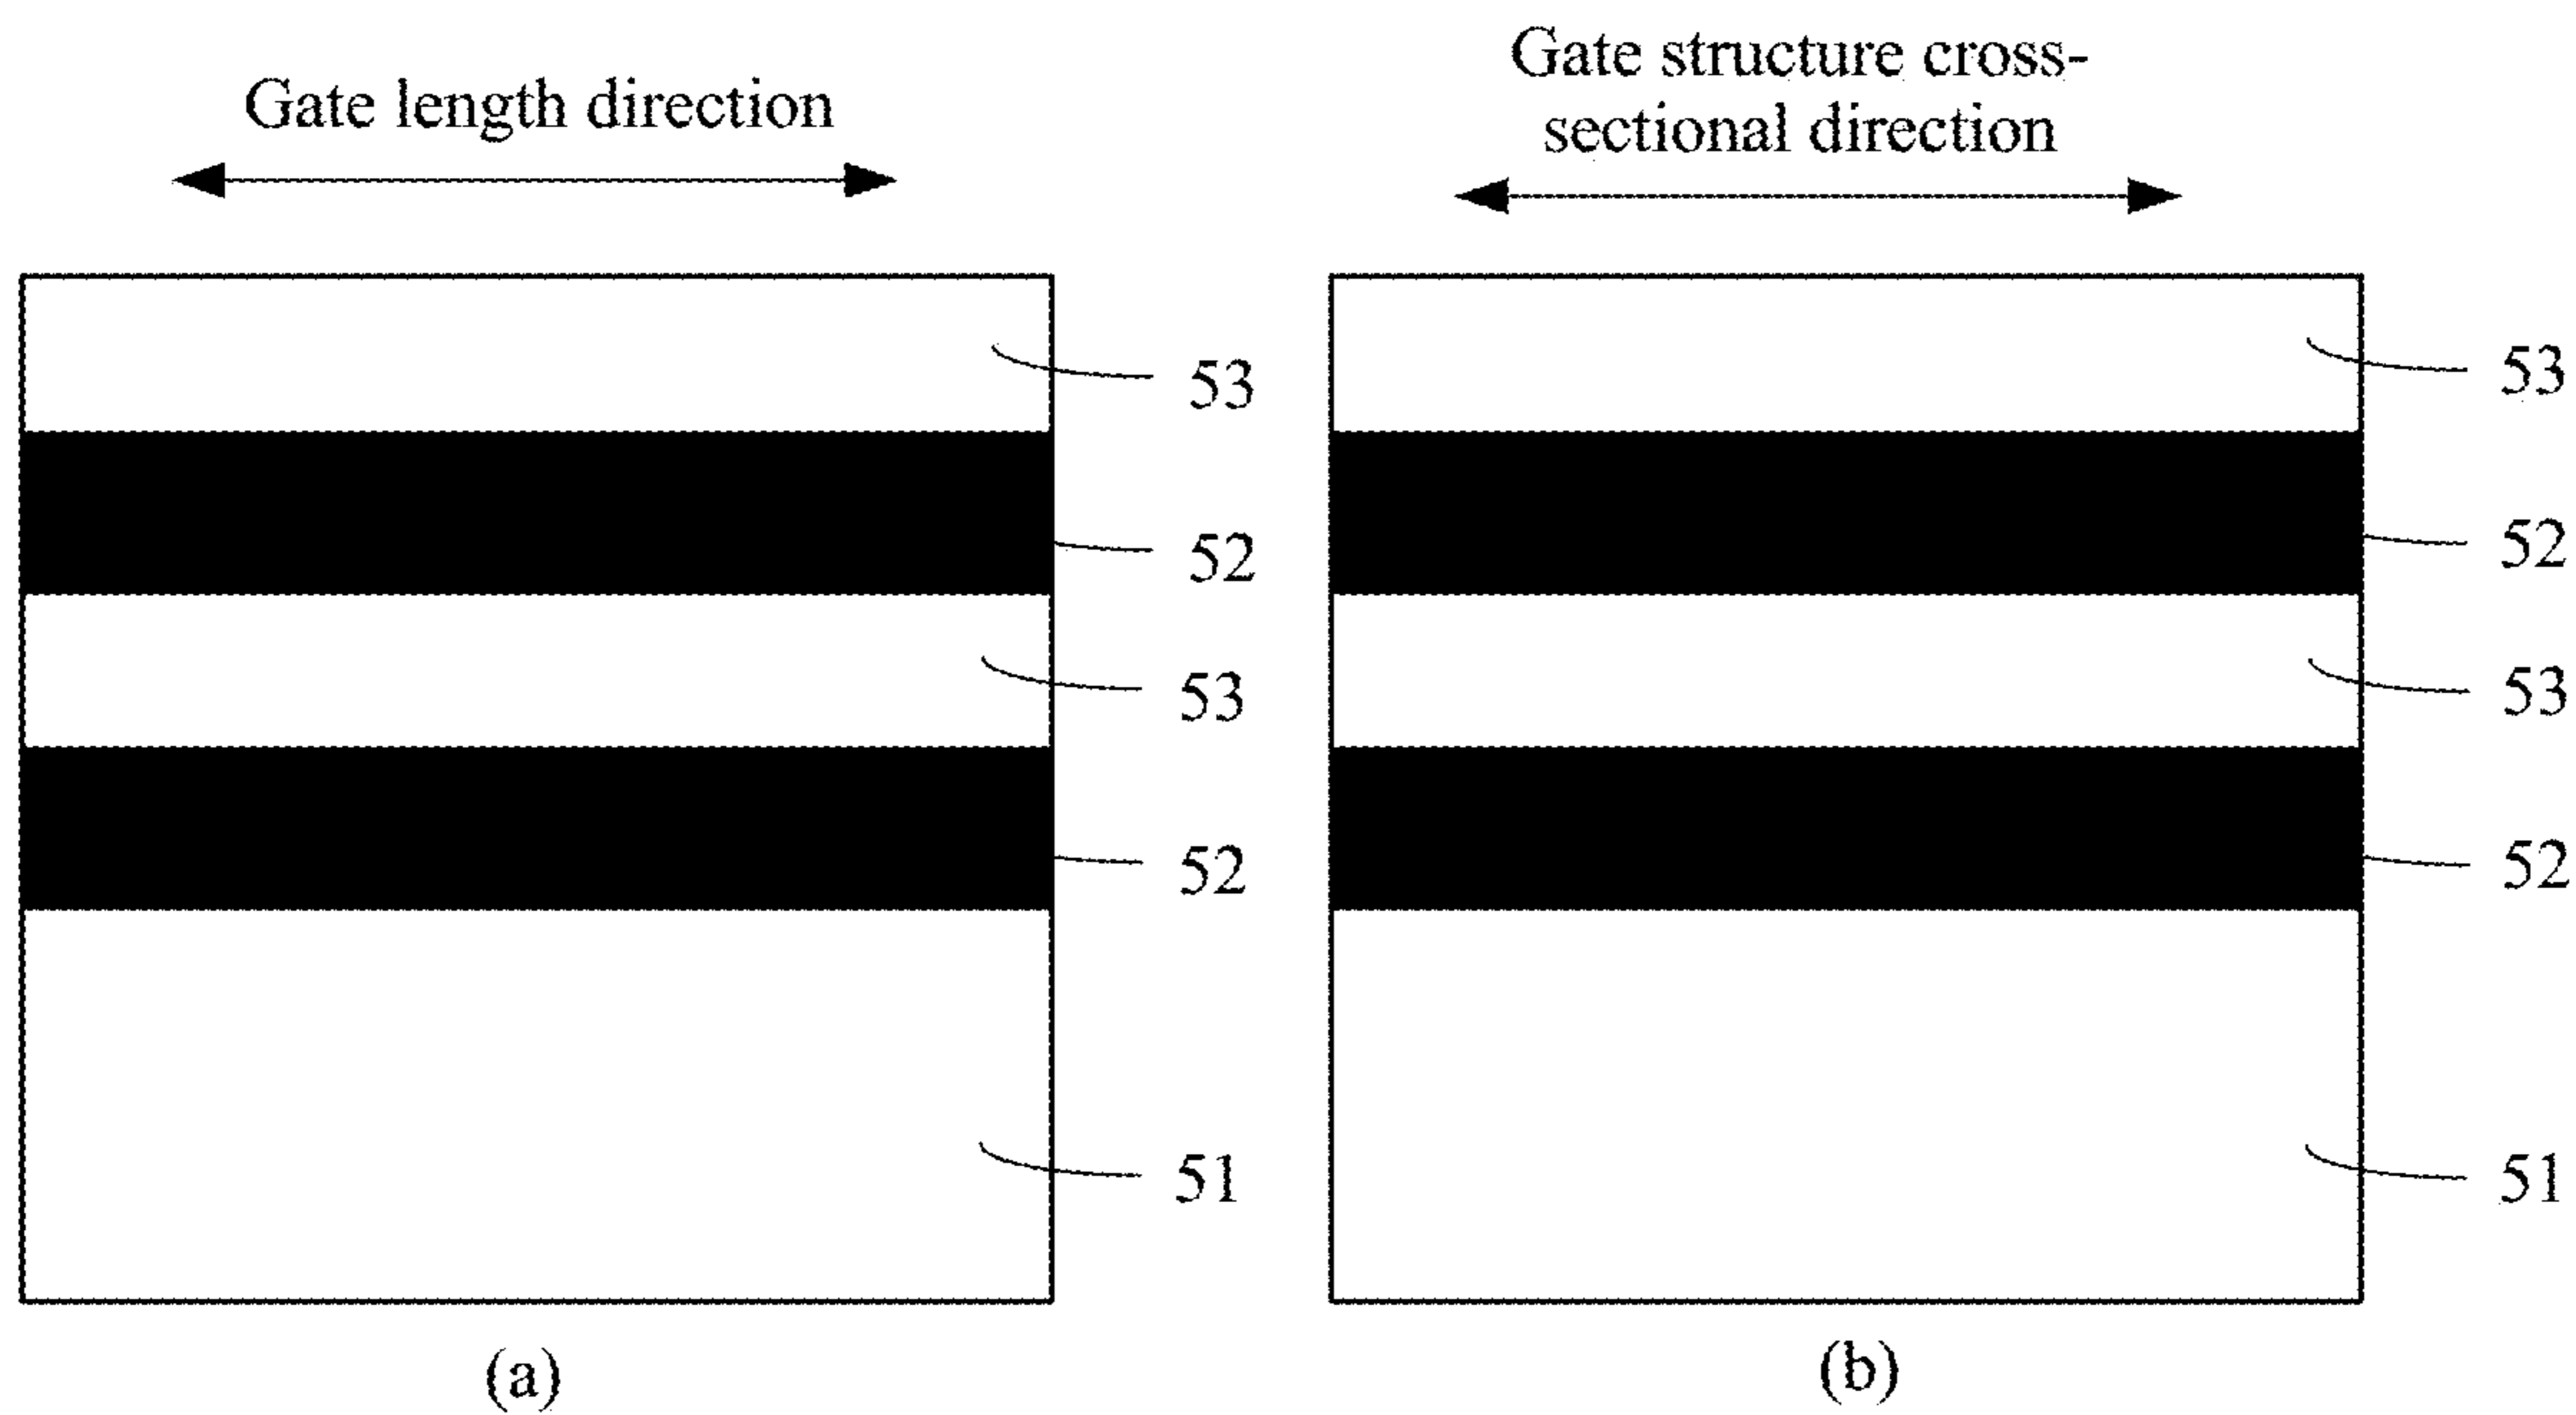 Gate length direction
Gate structure cross-
sectional direction
53
52
53
52
51
(a)
53
52
53
52
51
(b)